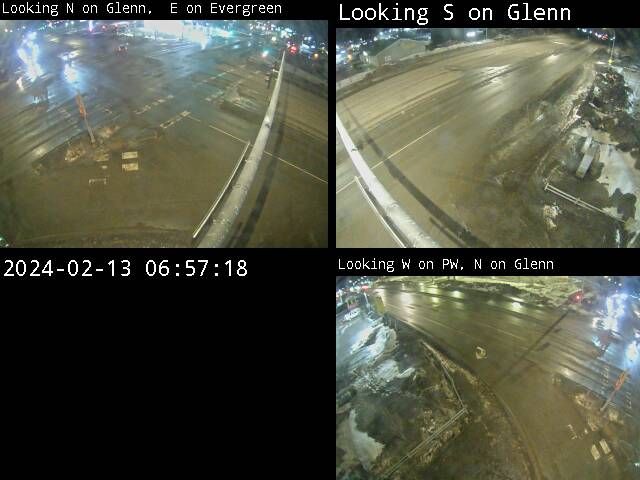 Looking N on Glenn,  E on Evergreen
Looking S on Glenn
2024-02-13 06:57:18
Looking W on PW, N on Glenn